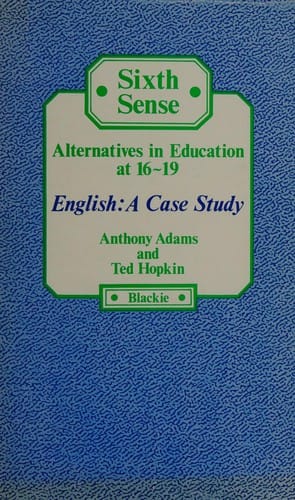 Sixth
Sense
Alternatives in Education
at 16~19
English: A Case Study
Anthony Adams
and
Ted Hopkin
Blackie